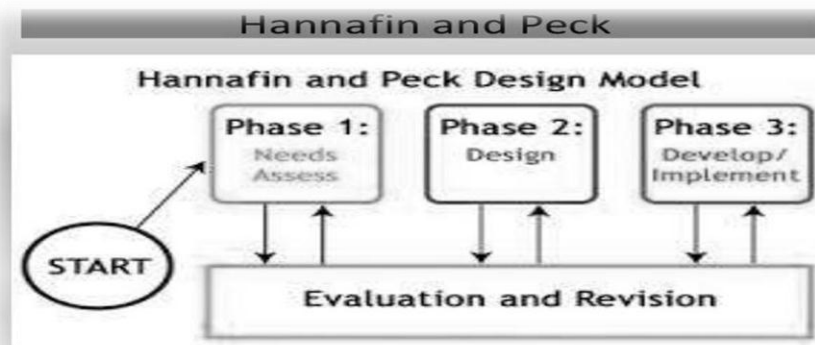 Hannafin and Peck
Hannafin and Peck Design Model
Phase 1:
Needs
Assess
Phase 2:
Design
Phase 3:
Develop/
Implement
START
Evaluation and Revision